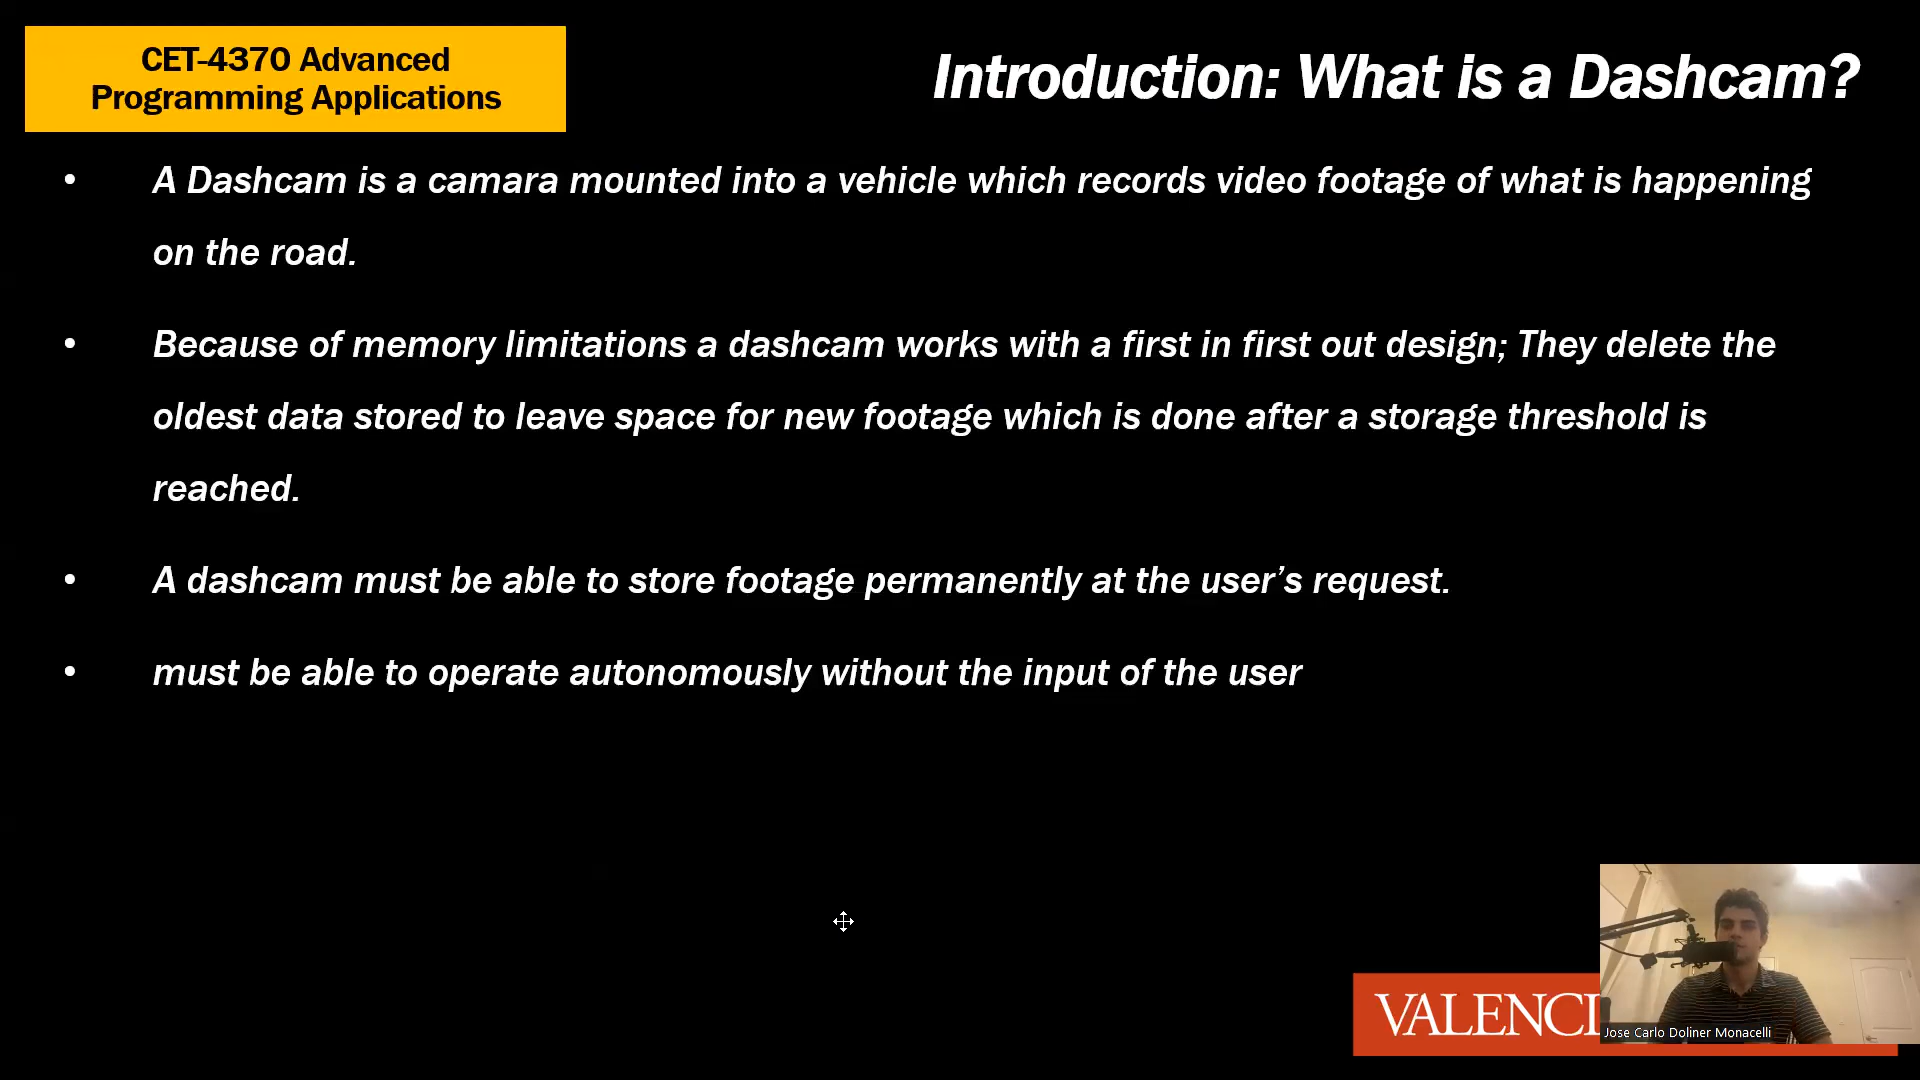 CET-4370 Advanced
Programming Applications
Introduction: What is a Dashcam?
• A Dashcam is a camara mounted into a vehicle which records video footage of what is happening
on the road.
• Because of memory limitations a dashcam works with a first in first out design; They delete the
oldest data stored to leave space for new footage which is done after a storage threshold is
reached.
• A dashcam must be able to store footage permanently at the user’s request.
• must be able to operate autonomously without the input of the user
VALENCI
Jose Carlo Doliner Monacelli